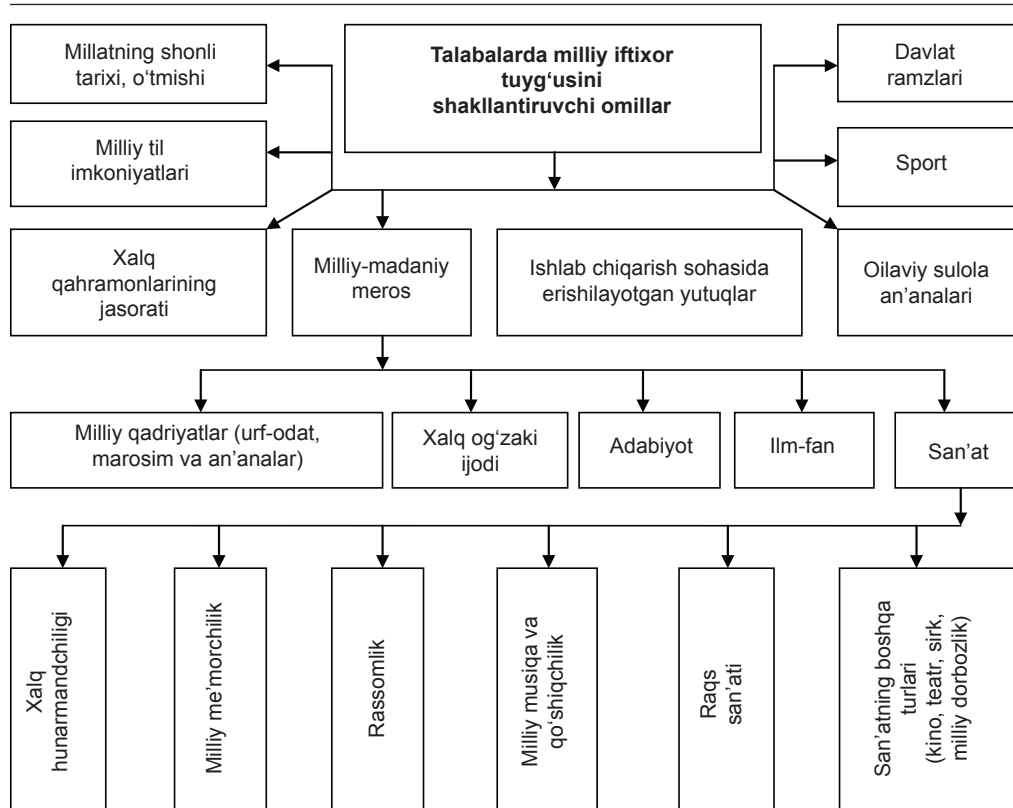 Talabalarda milliy iftixor
tuyg‘usini
shakllantiruvchi omillar
Millatning shonli
tarixi, o‘tmishi
Davlat
ramzlari
Milliy til
imkoniyatlari
Sport
Xalq
qahramonlarining
jasorati
Milliy-madaniy
meros
Ishlab chiqarish sohasida
erishilayotgan yutuqlar
Oilaviy sulola
an’analari
Milliy qadriyatlar (urf-odat,
marosim va an’analar)
Xalq og‘zaki
ijodi
Adabiyot
Ilm-fan
San’at
Xalq
hunarmandchiligi
Milliy me’morchilik
Rassomlik
Milliy musiqa va
qo‘shiqchilik
Raqs
san’ati
San’atning boshqa
turlari
(kino, teatr, sirk,
milliy dorbozlik)